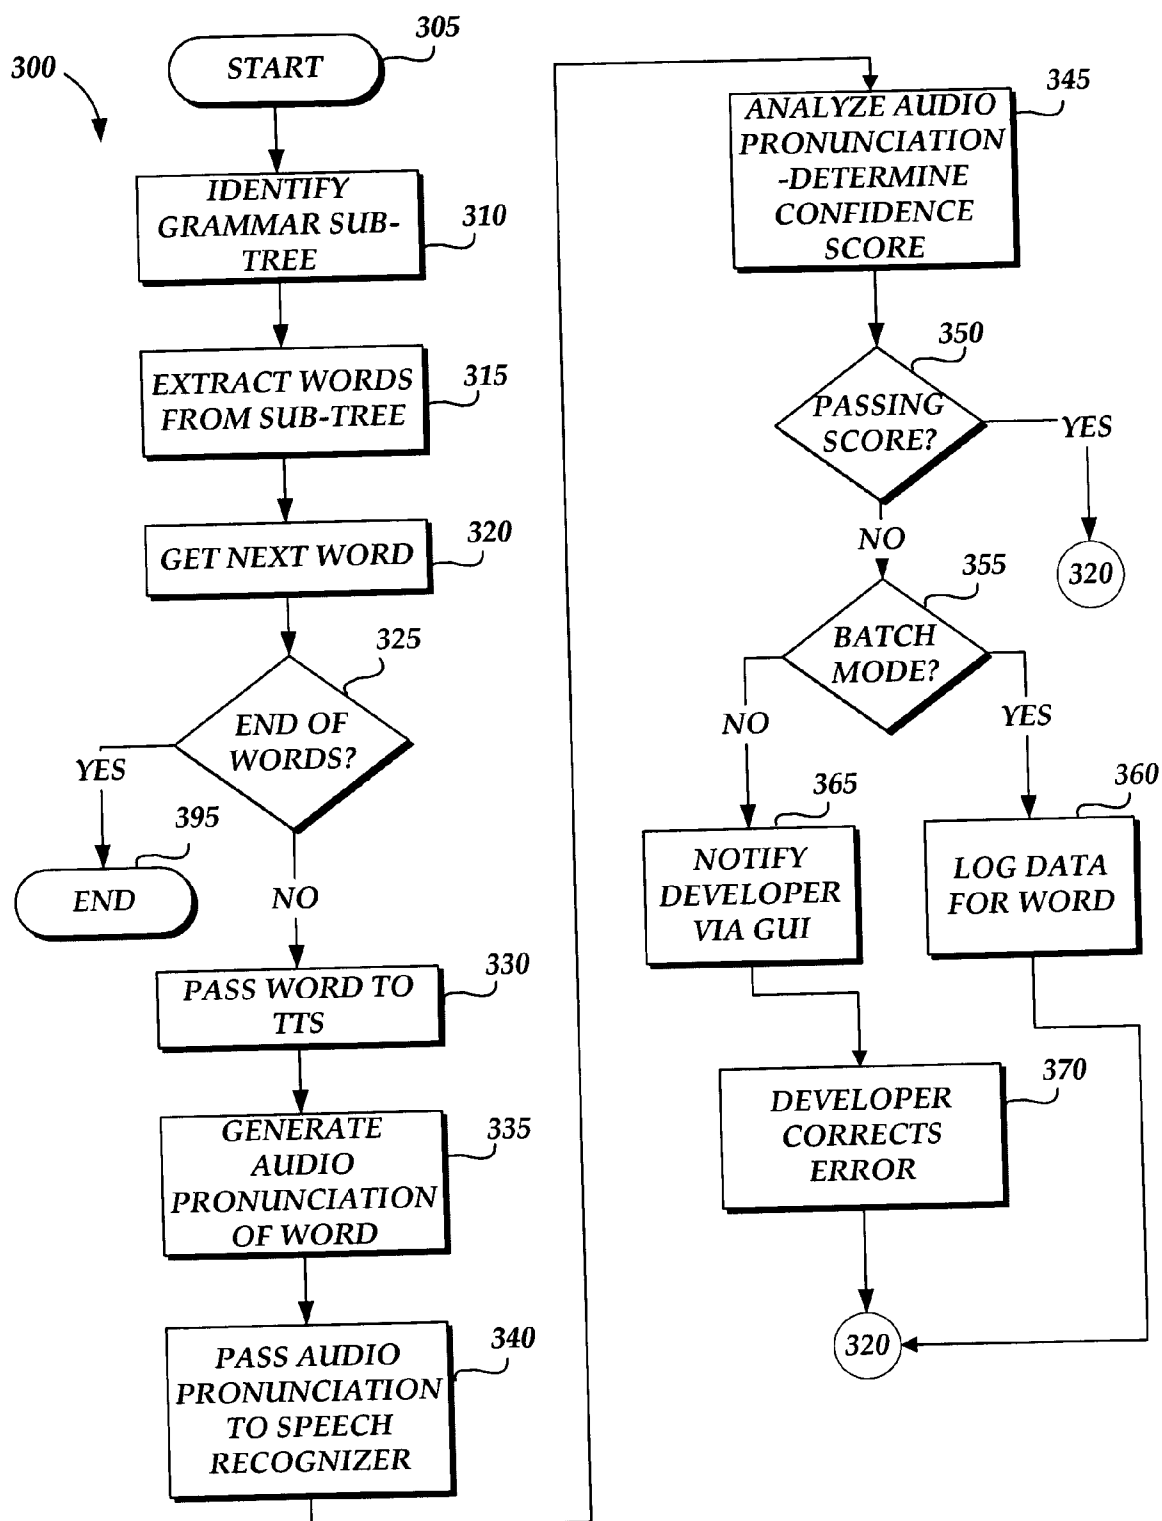 300
START
305
IDENTIFY
GRAMMAR SUB-
TREE
310
EXTRACT WORDS
FROM SUB-TREE
315
GET NEXT WORD
320
325
END OF
WORDS?
YES
395
END
NO
PASS WORD TO
TTS
330
GENERATE
AUDIO
PRONUNCIATION
OF WORD
335
PASS AUDIO
PRONUNCIATION
TO SPEECH
RECOGNIZER
340
ANALYZE AUDIO
PRONUNCIATION
-DETERMINE
CONFIDENCE
SCORE
345
350
PASSING
SCORE?
YES
320
NO
355
BATCH
MODE?
NO
YES
365
NOTIFY
DEVELOPER
VIA GUI
360
LOG DATA
FOR WORD
370
DEVELOPER
CORRECTS
ERROR
320